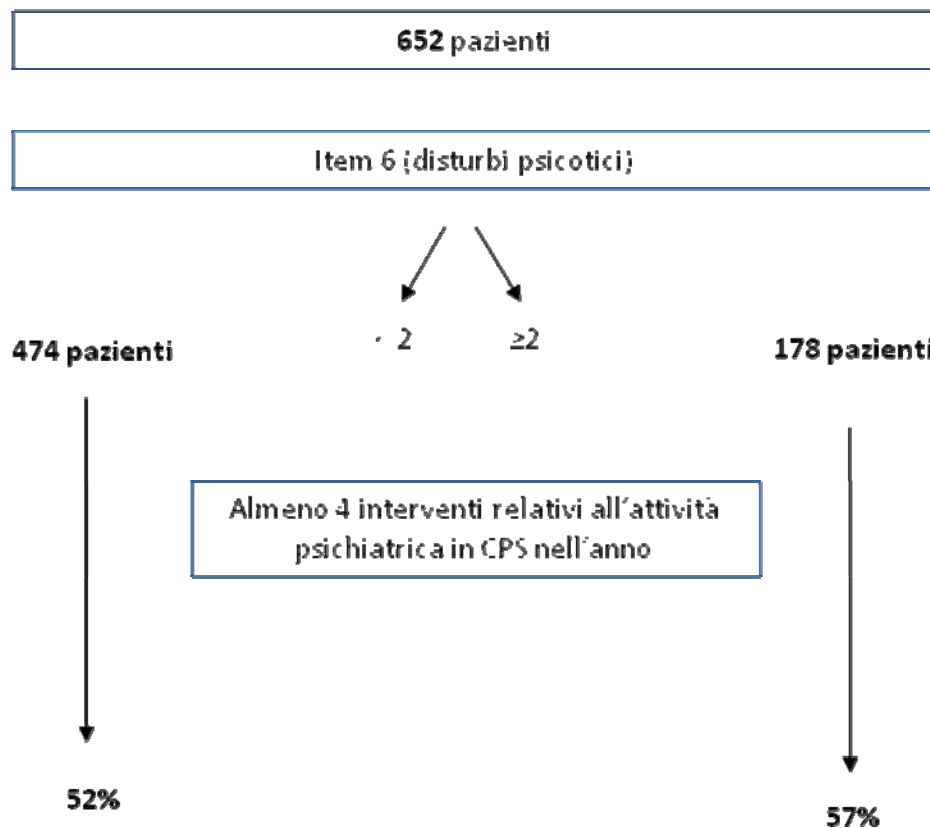 652 pazienti
Item 6 (disturbi psicotici)
2
≥2
474 pazienti
178 pazienti
Almeno 4 interventi relativi all'attività
psichiatrica in CPS nell'anno
52%
57%